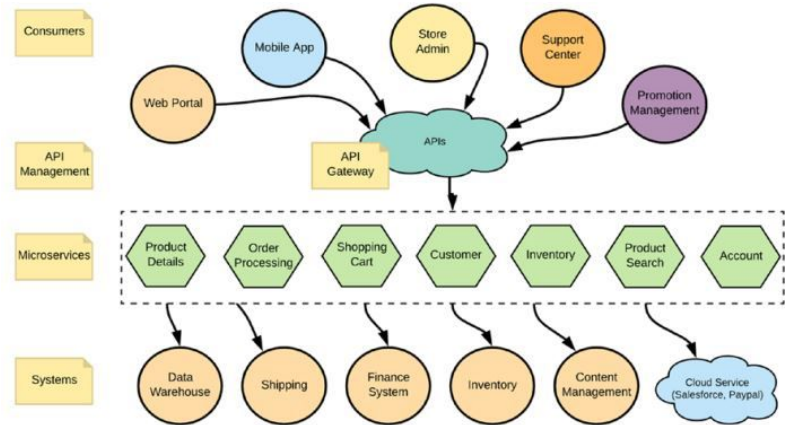 Consumers
Mobile App
Store
Admin
Support
Center
Web Portal
Promotion
Management
API
Management
API
Gateway
APIs
Microservices
Product
Details
Order
Processing
Shopping
Cart
Customer
Inventory
Product
Search
Account
Systems
Data
Warehouse
Shipping
Finance
System
Inventory
Content
Management
Cloud Service
(Salesforce, Paypal)